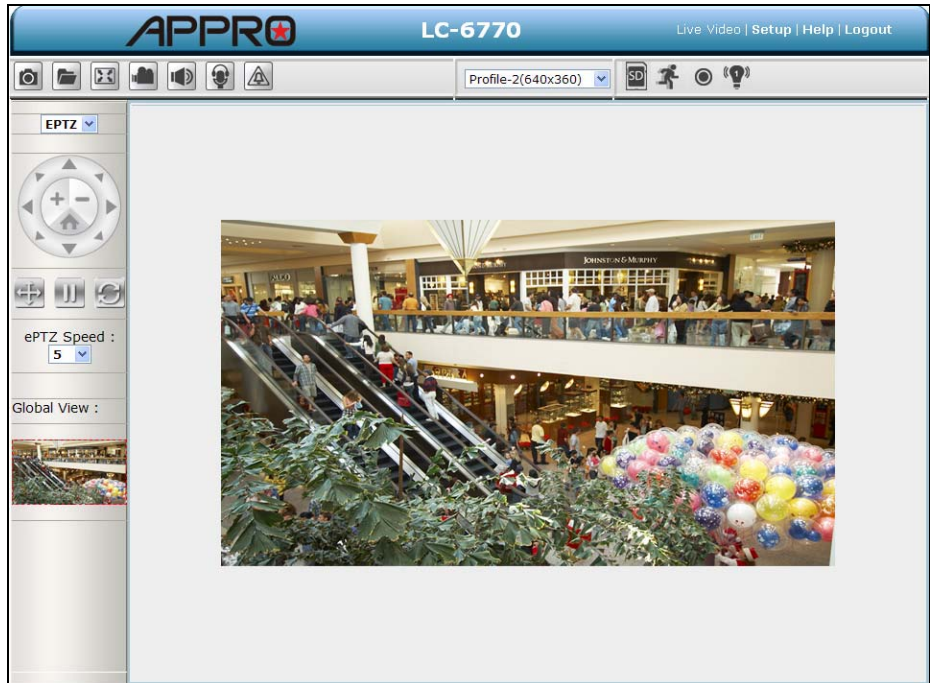 APPRO
LC-6770
Live Video | Setup | Help | Logout
Profile-2(640x360)
SD
EPTZ
ePTZ Speed :
5
Global View :
JOHNSTON & MURPHY